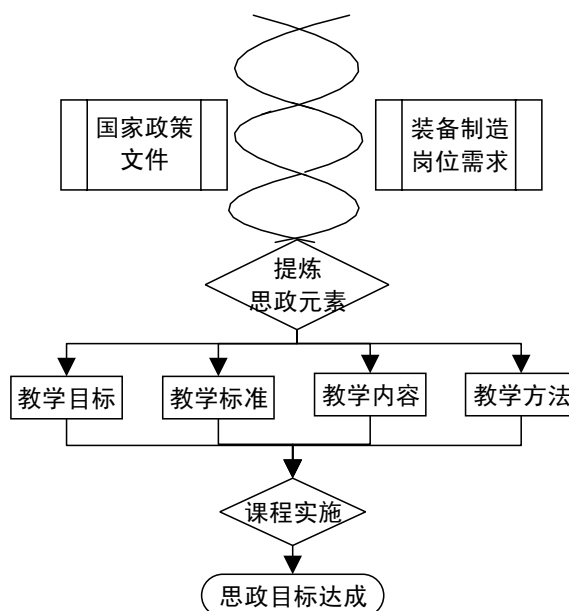 国家政策
文件
装备制造
岗位需求
提炼
思政元素
教学目标
教学标准
教学内容
教学方法
课程实施
思政目标达成